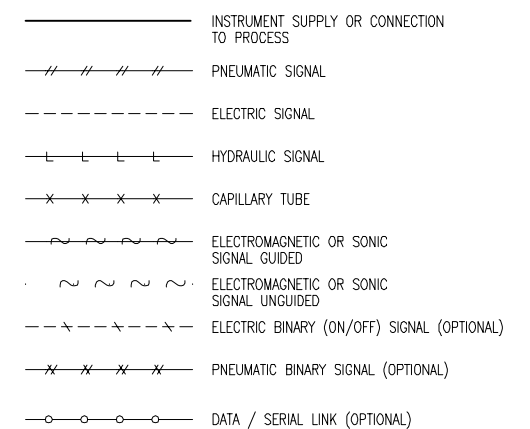 INSTRUMENT SUPPLY OR CONNECTION
TO PROCESS
PNEUMATIC SIGNAL
ELECTRIC SIGNAL
HYDRAULIC SIGNAL
CAPILLARY TUBE
ELECTROMAGNETIC OR SONIC
SIGNAL GUIDED
ELECTROMAGNETIC OR SONIC
SIGNAL UNGUIDED
ELECTRIC BINARY (ON/OFF) SIGNAL (OPTIONAL)
PNEUMATIC BINARY SIGNAL (OPTIONAL)
DATA / SERIAL LINK (OPTIONAL)